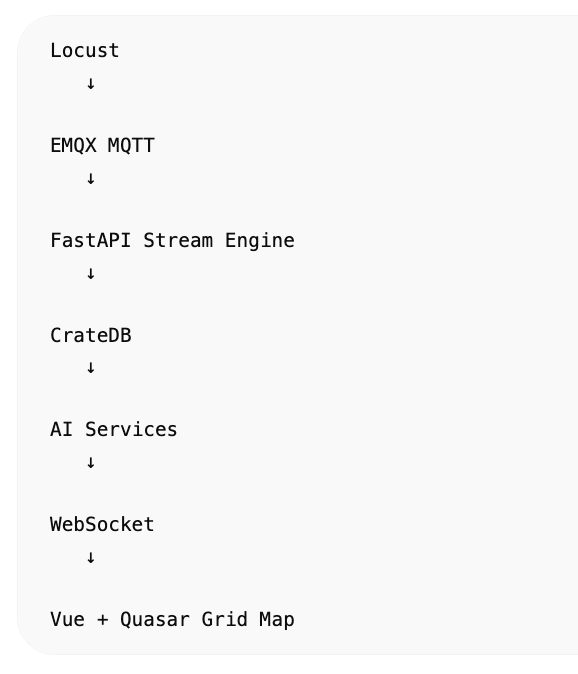 Locust
↓
EMQX MQTT
↓
FastAPI Stream Engine
↓
CrateDB
↓
AI Services
↓
WebSocket
↓
Vue + Quasar Grid Map